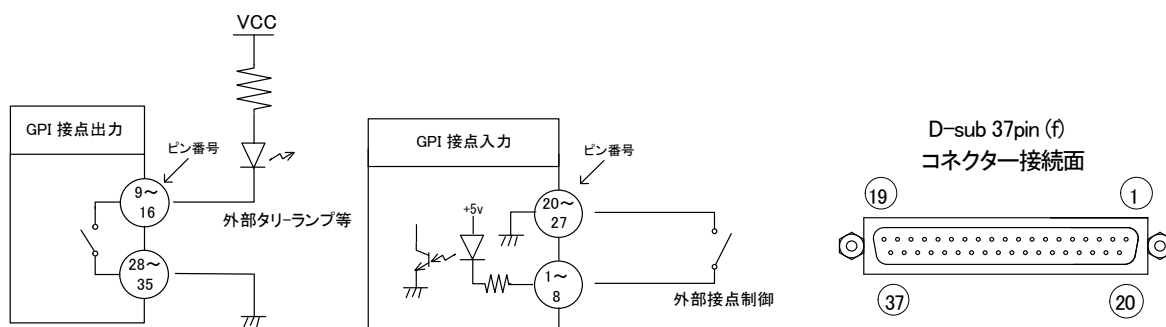 VCC
GPI 接点出力
ピン番号
9～
16
外部タリーランプ等
28～
35
GPI 接点入力
ピン番号
+5v
20～
27
1～
8
外部接点制御
D-sub 37pin (f)
コネクター接続面
19
1
37
20